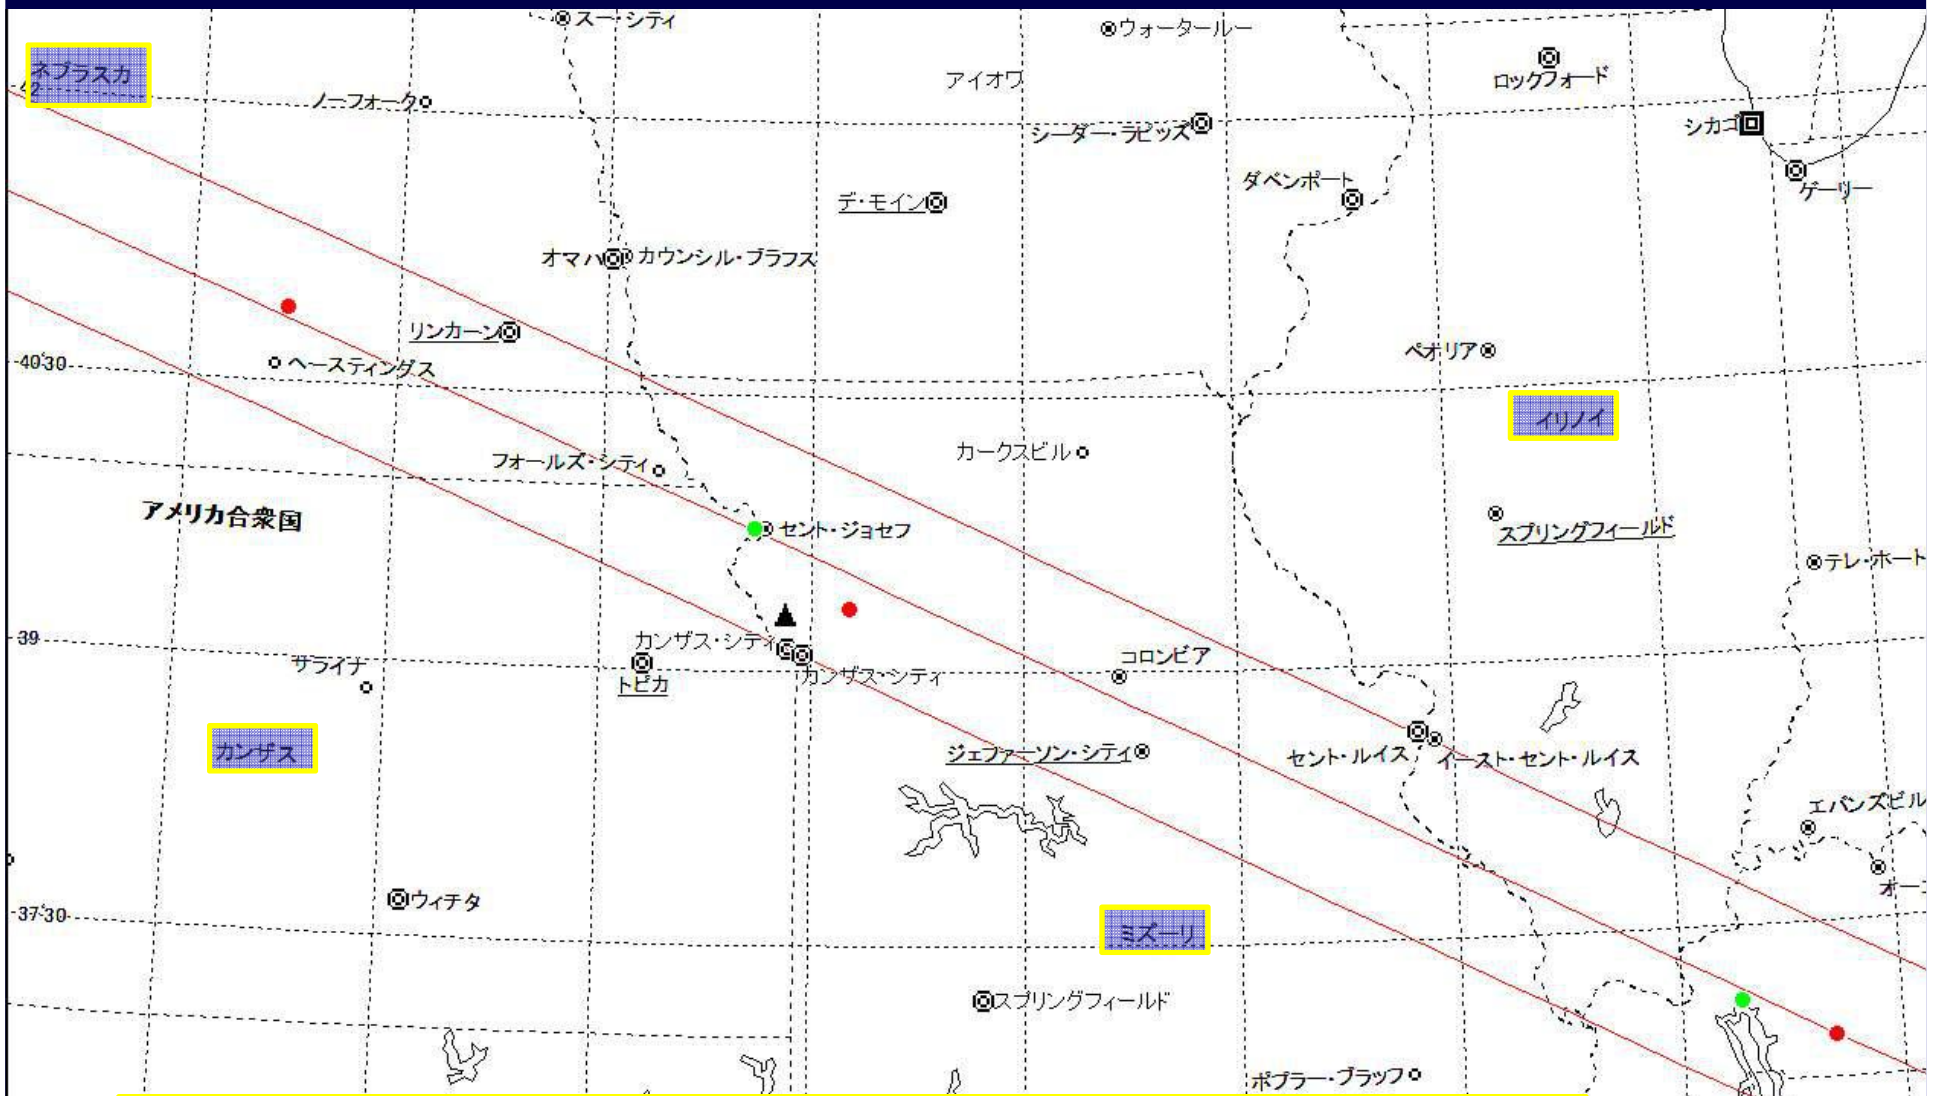 スー・シティ
ウォータールー
ネブラスカ
アイオワ
ロックフォード
42
ノーフォーク
シーダー・ラピッズ
シカゴ
ダベンポート
ゲーリー
デ・モイン
オマハ
カウンシル・ブラフス
リンカーン
ペオリア
40°30
ヘースティングス
イリノイ
カークスビル
フォールズ・シティ
アメリカ合衆国
セント・ジョセフ
スプリングフィールド
テレ・ホート
39
カンザス・シティ
コロンビア
サライナ
トピカ
カンザス・シティ
カンザス
ジェファーソン・シティ
セント・ルイス
イースト・セント・ルイス
エバンズビル
オーエ
ウィチタ
37°30
ミズーリ
スプリングフィールド
ポプラー・ブラッフ